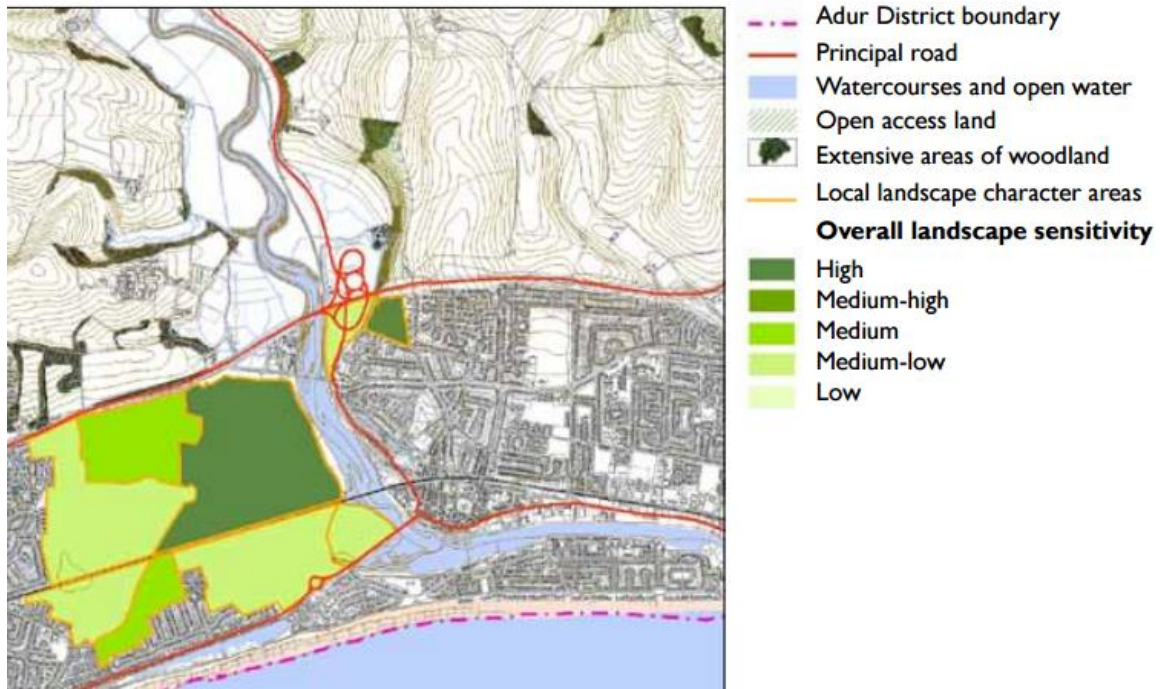 Adur District boundary
Principal road
Watercourses and open water
Open access land
Extensive areas of woodland
Local landscape character areas
Overall landscape sensitivity
High
Medium-high
Medium
Medium-low
Low